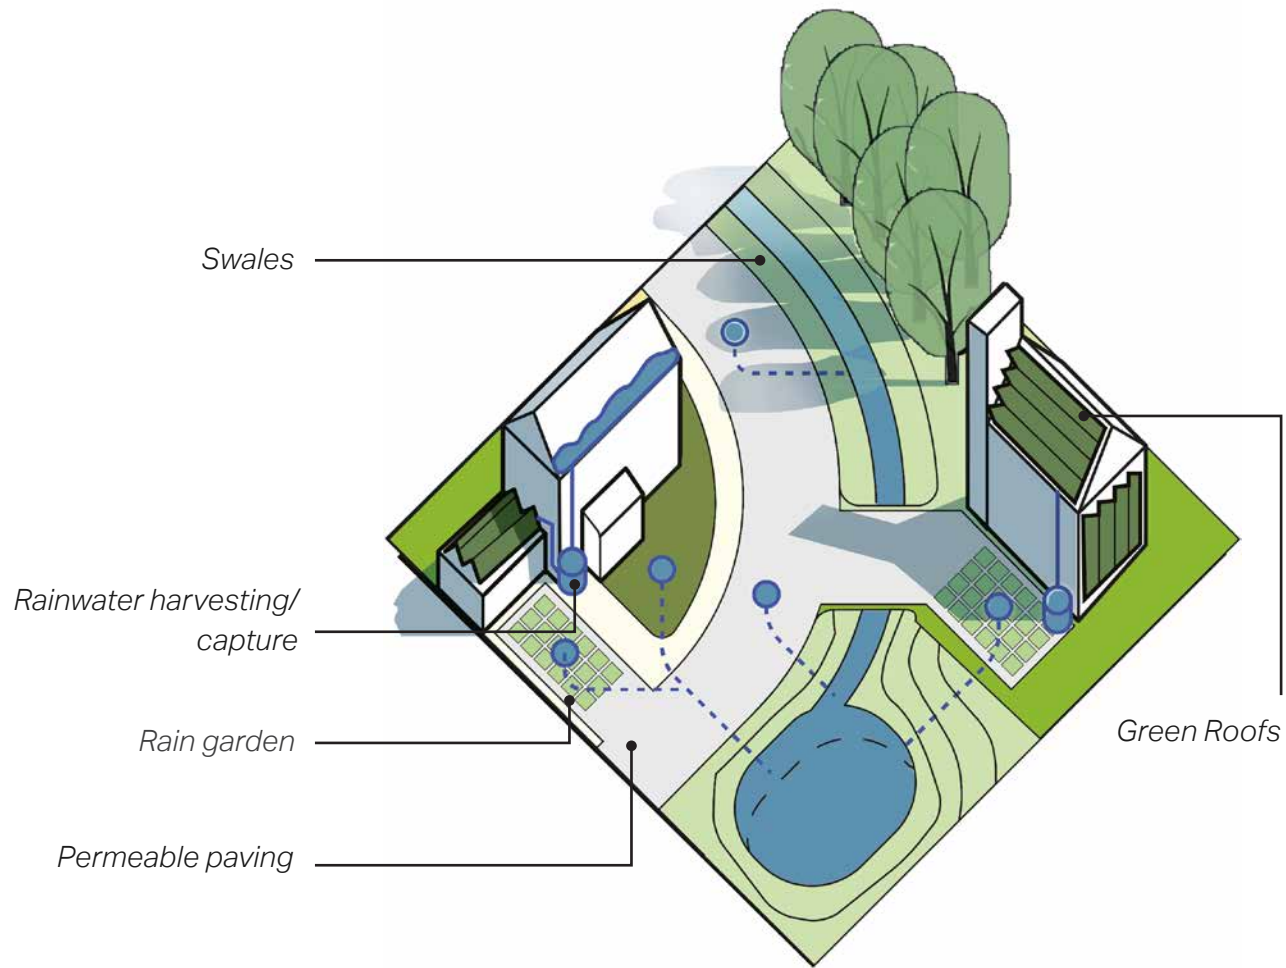 Swales
Rainwater harvesting/
capture
Rain garden
Green Roofs
Permeable paving